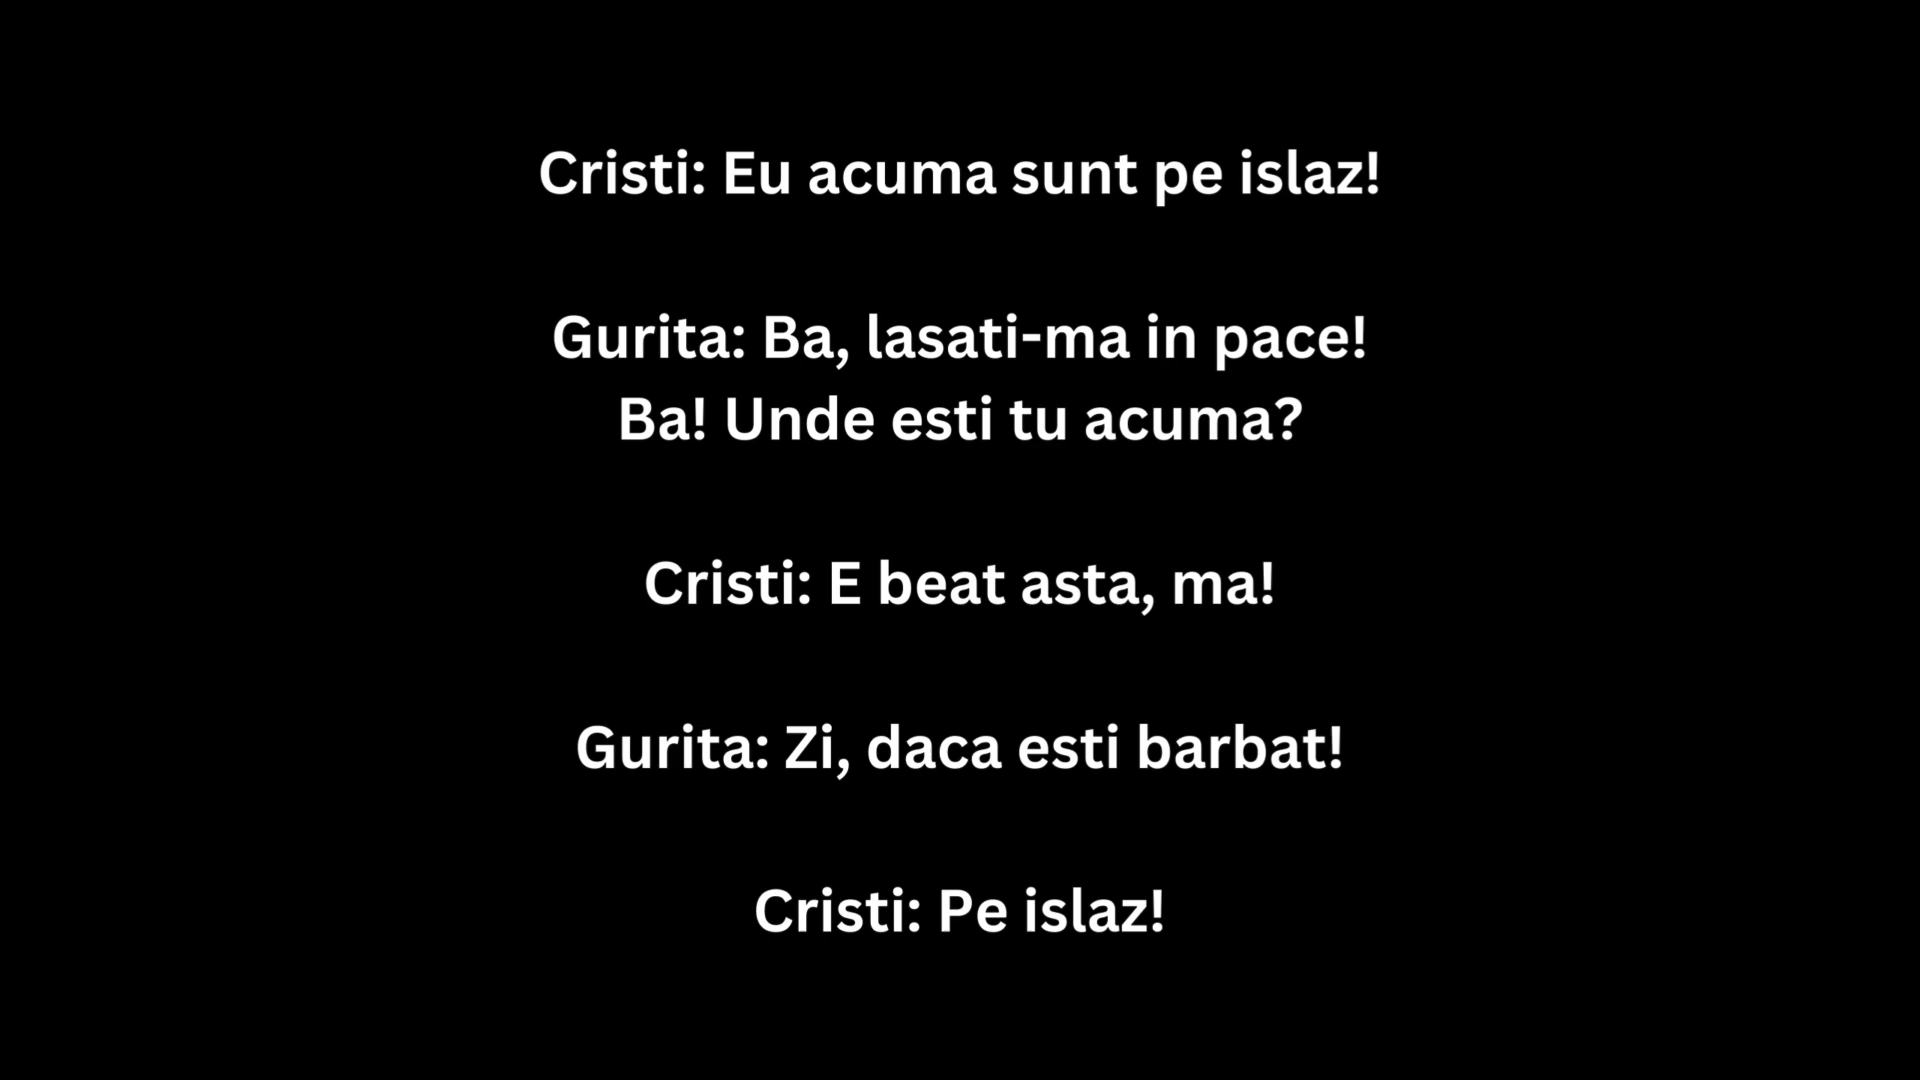 Cristi: Eu acuma sunt pe islaz!
Gurita: Ba, lasati-ma in pace!
Ba! Unde esti tu acuma?
Cristi: E beat asta, ma!
Gurita: Zi, daca esti barbat!
Cristi: Pe islaz!